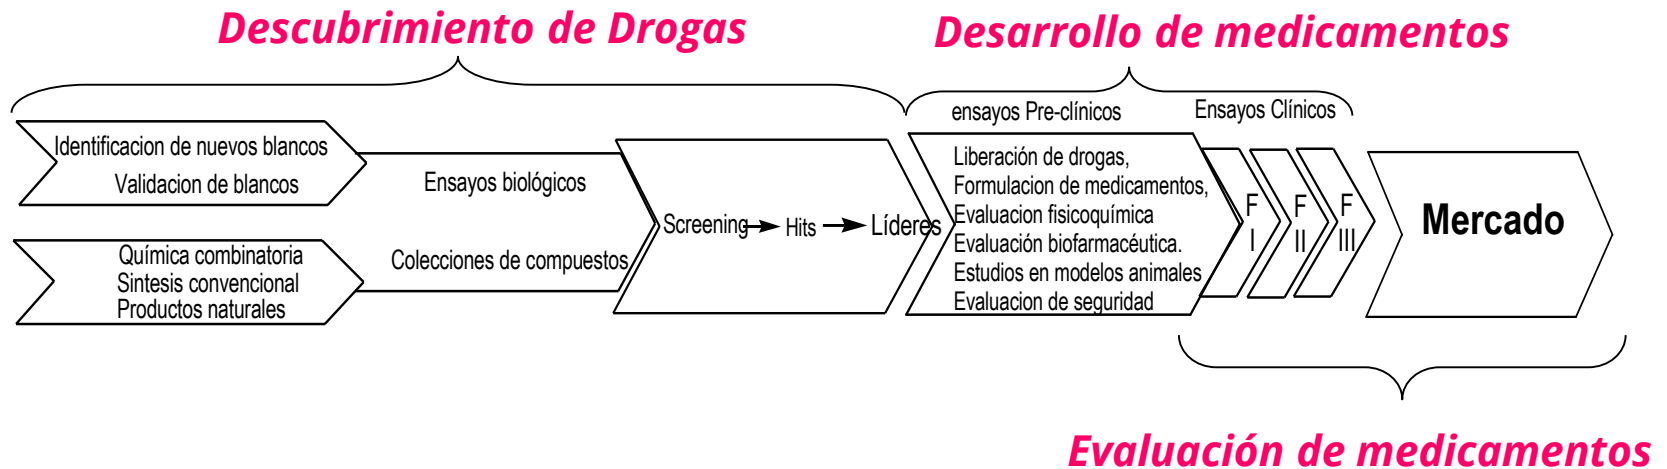 Descubrimiento de Drogas
Desarrollo de medicamentos
ensayos Pre-clínicos
Ensayos Clínicos
Identificacion de nuevos blancos
Validacion de blancos
Química combinatoria
Sintesis convencional
Productos naturales
Ensayos biológicos
Colecciones de compuestos
Screening
Hits
Líderes
Liberación de drogas,
Formulacion de medicamentos,
Evaluacion fisicoquímica
Evaluación biofarmacéutica.
Estudios en modelos animales
Evaluacion de seguridad
F
I
F
II
F
III
Mercado
Evaluación de medicamentos